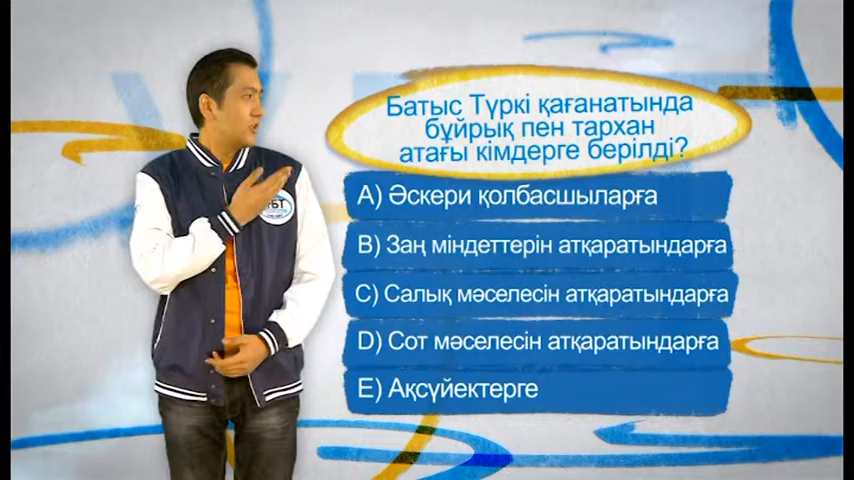 Батыс Түркі қағанатында
бұйрық пен тархан
атағы кімдерге берілді?
A) Әскери қолбасшыларға
B) Заң міндеттерін атқаратындарға
C) Салық мәселесін атқаратындарға
D) Сот мәселесін атқаратындарға
E) Ақсүйектерге